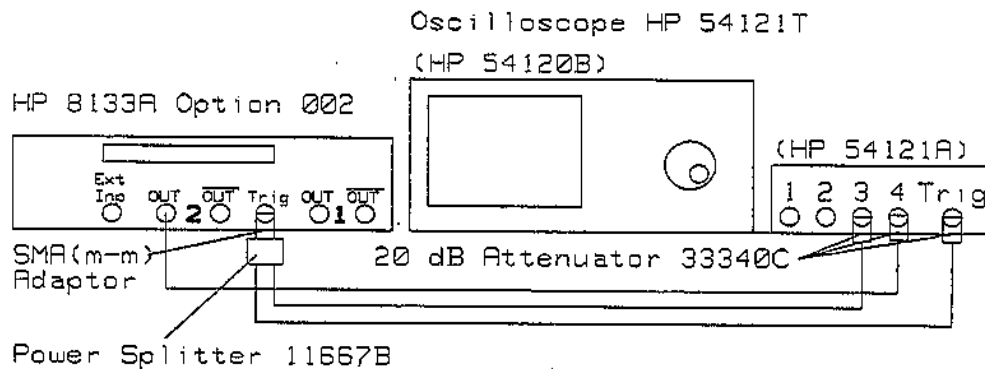 Oscilloscope HP 54121T
(HP 54120B)
HP 8133A Option 002
(HP 54121A)
Ext
Inp OUT 2 OUT Trig OUT 1 OUT
1 2 3 4 Trig
SMA(m-m)
Adaptor
20 dB Attenuator 33340C
Power Splitter 11667B